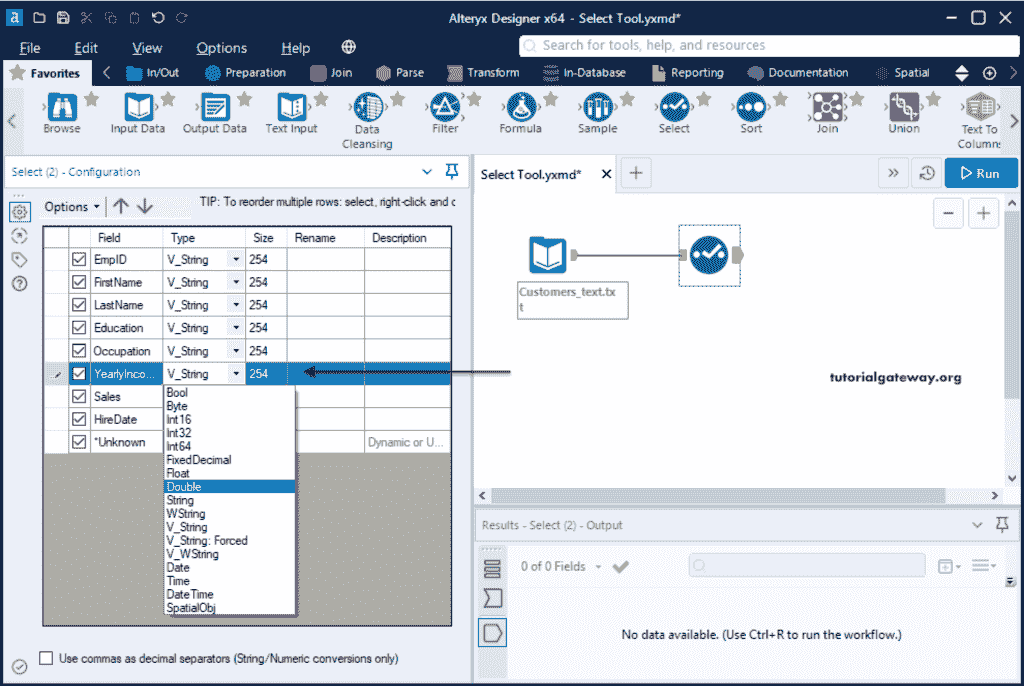 Alteryx Designer x64 - Select Tool.yxmd*
File Edit View Options Help
Search for tools, help, and resources
Favorites In/Out Preparation Join Parse Transform In-Database Reporting Documentation Spatial
Browse Input Data Output Data Text Input Data Cleansing Filter Formula Sample Select Sort Join Union Text To Columns
Select (2) - Configuration
Select Tool.yxmd*
Run
Options
TIP: To reorder multiple rows: select, right-click and d
Field Type Size Rename Description
EmpID V_String 254
FirstName V_String 254
LastName V_String 254
Education V_String 254
Occupation V_String 254
YearlyInco... V_String 254
Sales
HireDate
*Unknown Dynamic or U...
Bool
Byte
Int16
Int32
Int64
FixedDecimal
Float
Double
String
WString
V_String
V_String: Forced
V_WString
Date
Time
DateTime
SpatialObj
Use commas as decimal separators (String/Numeric conversions only)
Customers_text.tx
t
tutorialgateway.org
Results - Select (2) - Output
0 of 0 Fields
No data available. (Use Ctrl+R to run the workflow.)